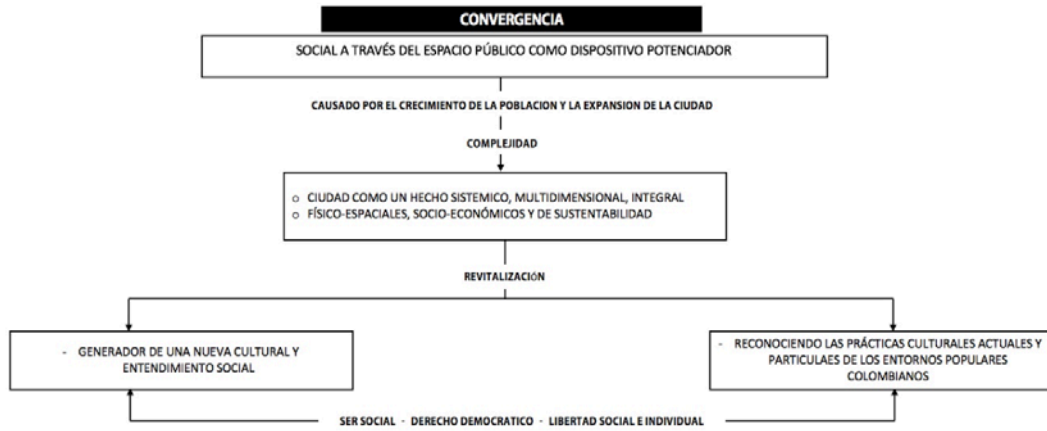 CONVERGENCIA
SOCIAL A TRAVÉS DEL ESPACIO PÚBLICO COMO DISPOSITIVO POTENCIADOR
CAUSADO POR EL CRECIMIENTO DE LA POBLACION Y LA EXPANSION DE LA CIUDAD
COMPLEJIDAD
o CIUDAD COMO UN HECHO SISTEMICO, MULTIDIMENSIONAL, INTEGRAL
o FÍSICO-ESPACIALES, SOCIO-ECONÓMICOS Y DE SUSTENTABILIDAD
REVITALIZACIÓN
- GENERADOR DE UNA NUEVA CULTURAL Y
ENTENDIMIENTO SOCIAL
- RECONOCIENDO LAS PRÁCTICAS CULTURALES ACTUALES Y
PARTICULAES DE LOS ENTORNOS POPULARES
COLOMBIANOS
SER SOCIAL - DERECHO DEMOCRATICO - LIBERTAD SOCIAL E INDIVIDUAL